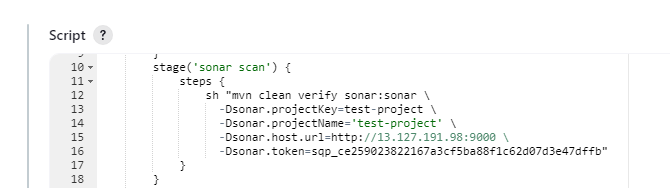 Script ?
10 stage('sonar scan') {
11 steps {
12 sh "mvn clean verify sonar:sonar \
13 -Dsonar.projectKey=test-project \
14 -Dsonar.projectName='test-project' \
15 -Dsonar.host.url=http://13.127.191.98:9000 \
16 -Dsonar.token=sqp_ce259023822167a3cf5ba88f1c62d07d3e47dffb"
17 }
18 }